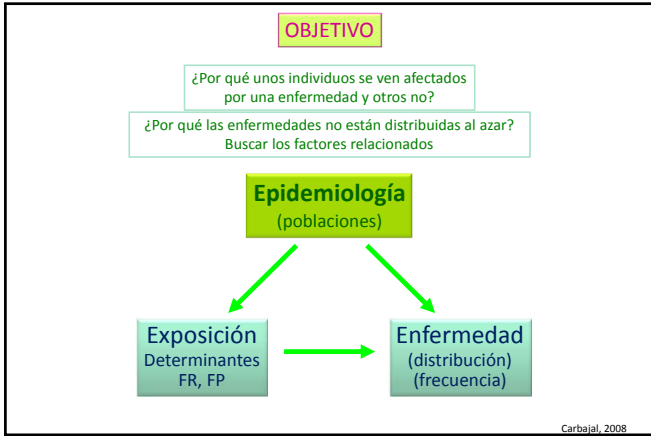 OBJETIVO
¿Por qué unos individuos se ven afectados
por una enfermedad y otros no?
¿Por qué las enfermedades no están distribuidas al azar?
Buscar los factores relacionados
Epidemiología
(poblaciones)
Exposición
Determinantes
FR, FP
Enfermedad
(distribución)
(frecuencia)
Carbajal, 2008